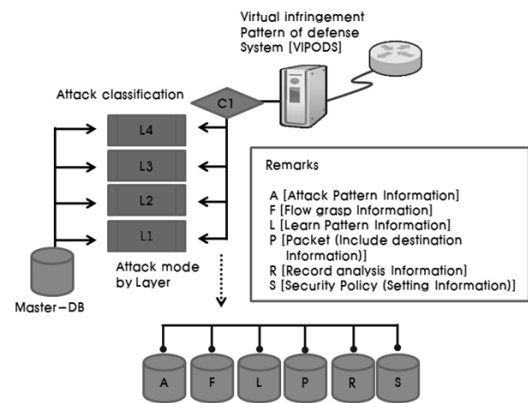 Virtual infringement
Pattern of defense
System [VIPODS]
Attack classification
C1
L4
L3
L2
L1
Attack mode
by Layer
Master-DB
Remarks
A [Attack Pattern Information]
F [Flow grasp Information]
L [Learn Pattern Information]
P [Packet (Include destination
Information)]
R [Record analysis Information]
S [Security Policy (Setting Information)]
A F L P R S